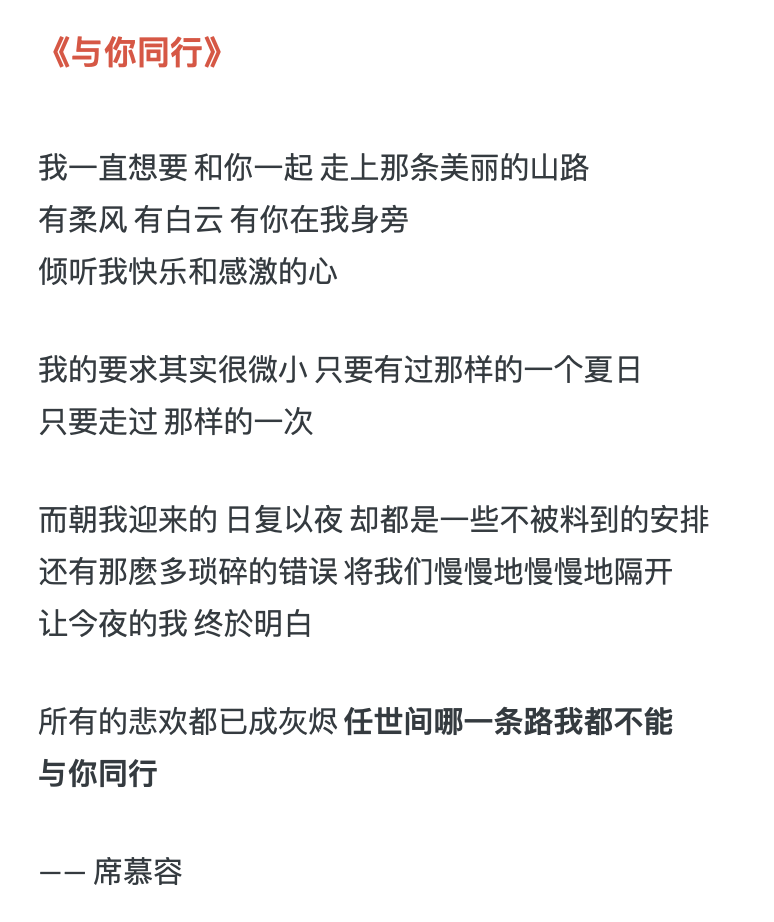 《与你同行》
我一直想要 和你一起 走上那条美丽的山路
有柔风 有白云 有你在我身旁
倾听我快乐和感激的心
我的要求其实很微小 只要有过那样的一个夏日
只要走过 那样的一次
而朝我迎来的 日复以夜 却都是一些不被料到的安排
还有那麽多琐碎的错误 将我们慢慢地慢慢地隔开
让今夜的我 终於明白
所有的悲欢都已成灰烬 任世间哪一条路我都不能
与你同行
—— 席慕容